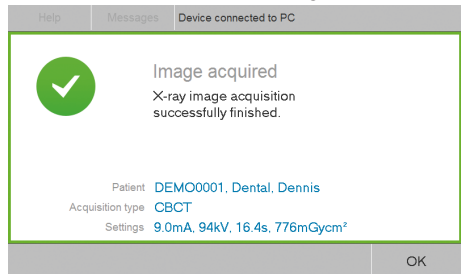 Help Messages Device connected to PC
Image acquired
X-ray image acquisition
successfully finished.
Patient DEMO0001, Dental, Dennis
Acquisition type CBCT
Settings 9.0mA, 94kV, 16.4s, 776mGycm²
OK